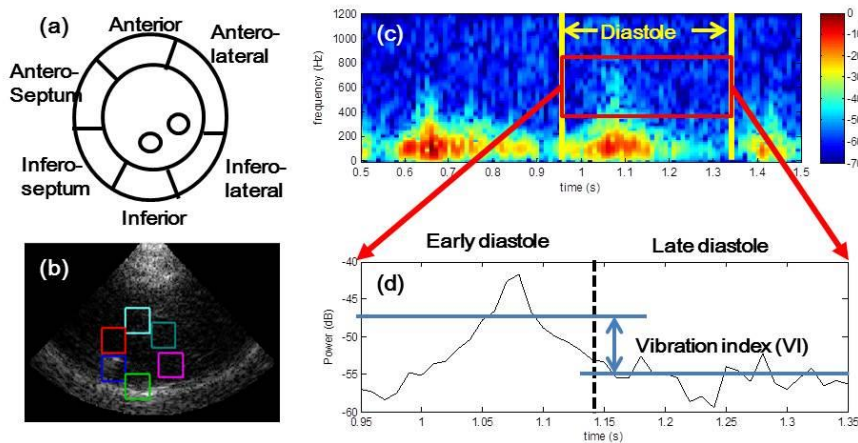 (a)
Anterior
Antero-
lateral
Antero-
Septum
Infero-
septum
Infero-
lateral
Inferior
(b)
(c)
Diastole
1200
1000
800
600
400
200
0
frequency (Hz)
0.5 0.6 0.7 0.8 0.9 1 1.1 1.2 1.3 1.4 1.5
time (s)
0
-10
-20
-30
-40
-50
-60
-70
Early diastole
Late diastole
(d)
-40
-45
-50
-55
-60
Power (dB)
Vibration index (VI)
0.95 1 1.05 1.1 1.15 1.2 1.25 1.3 1.35
time (s)